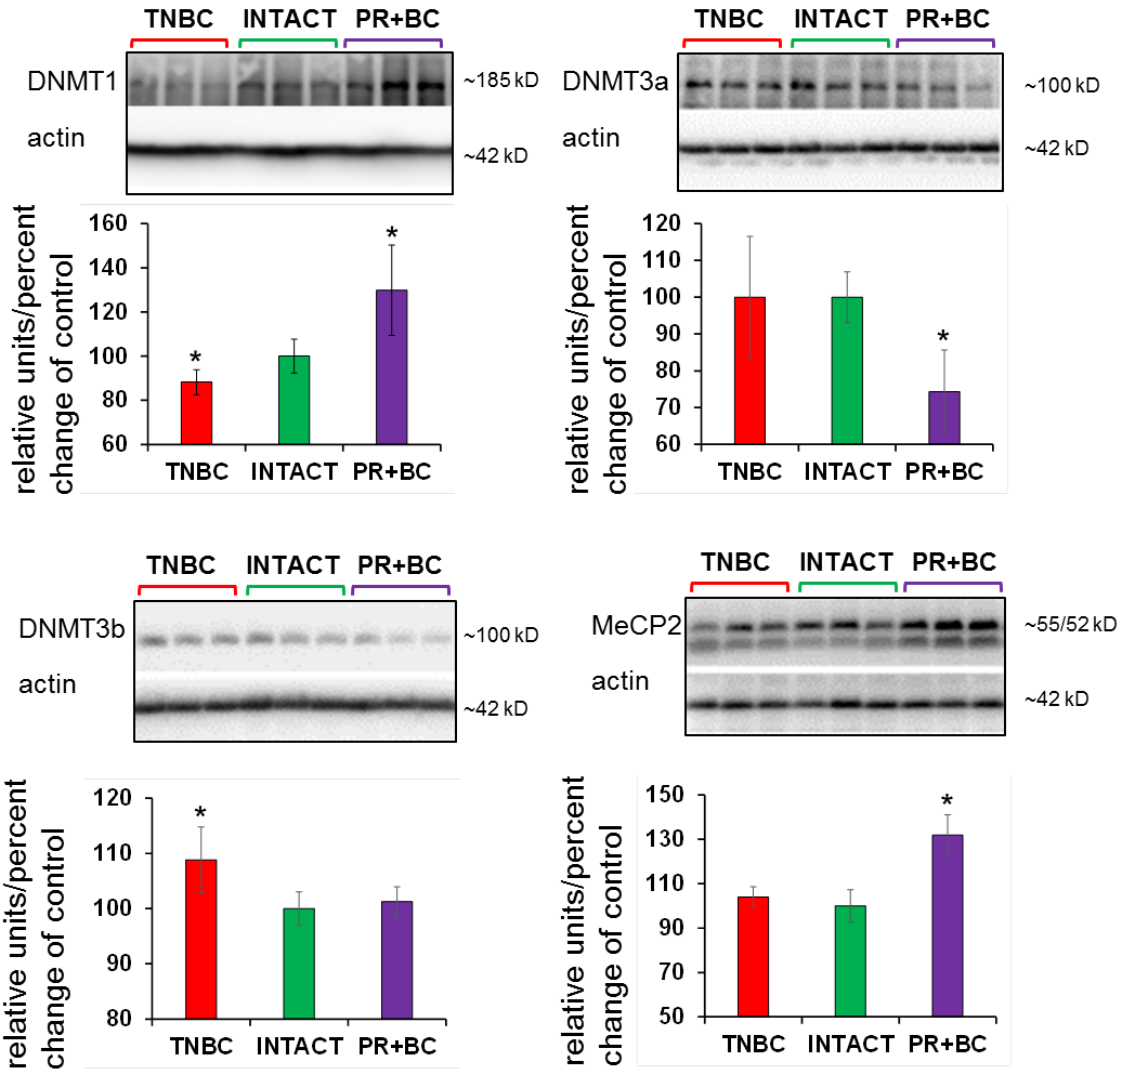 TNBC INTACT PR+BC
DNMT1
~185 kD
actin
~42 kD
relative units/percent
change of control
160
140
120
100
80
60
*
*
TNBC INTACT PR+BC
TNBC INTACT PR+BC
DNMT3a
~100 kD
actin
~42 kD
relative units/percent
change of control
120
110
100
90
80
70
60
*
TNBC INTACT PR+BC
TNBC INTACT PR+BC
DNMT3b
~100 kD
actin
~42 kD
relative units/percent
change of control
120
110
100
90
80
*
TNBC INTACT PR+BC
TNBC INTACT PR+BC
MeCP2
~55/52 kD
actin
~42 kD
relative units/percent
change of control
150
130
110
90
70
50
*
TNBC INTACT PR+BC